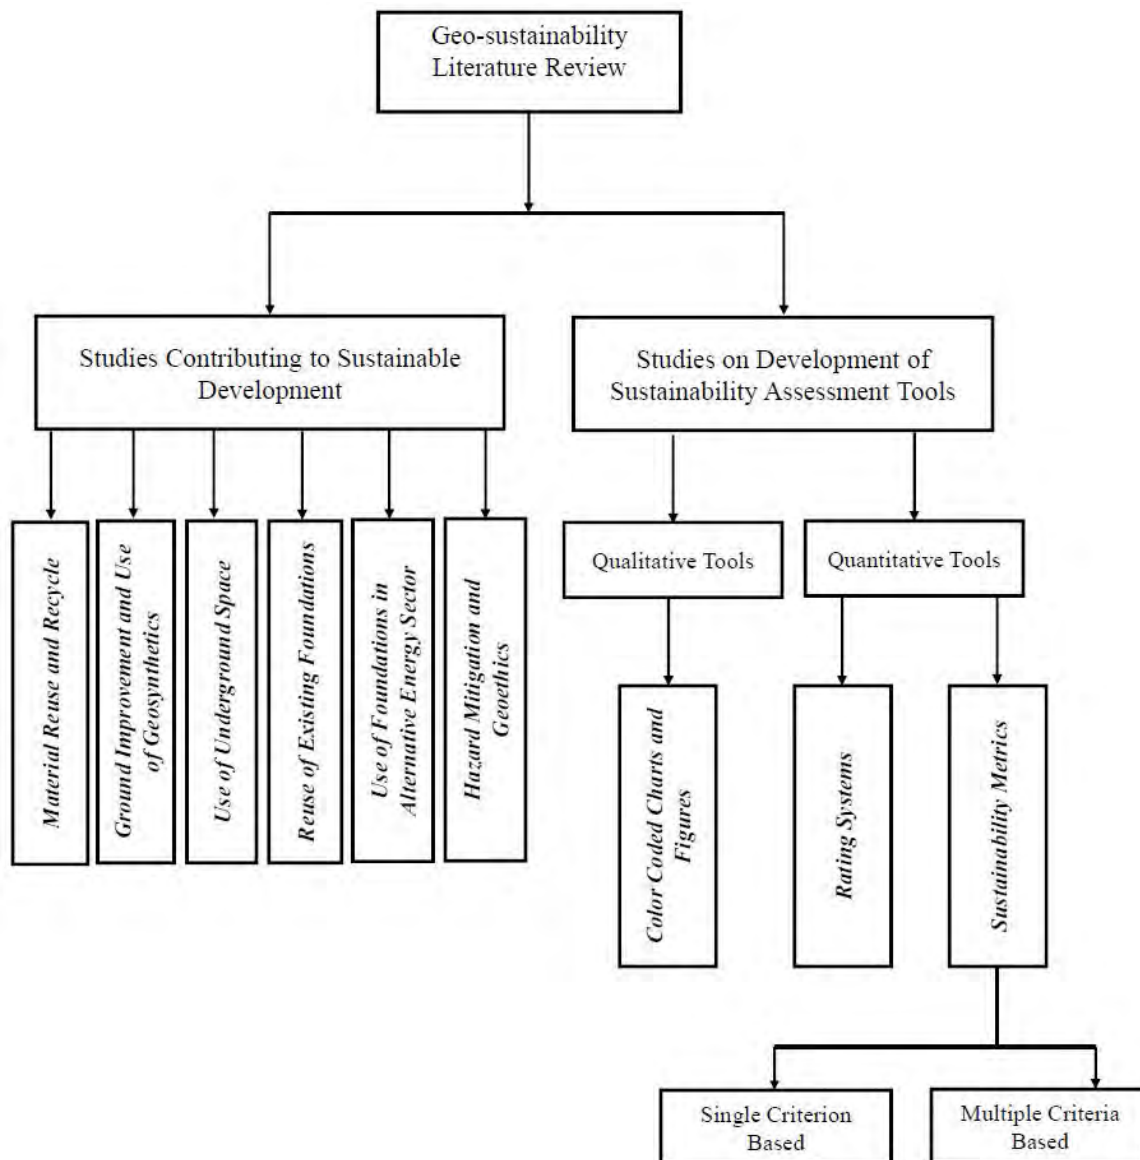 Geo-sustainability
Literature Review
Studies Contributing to Sustainable
Development
Studies on Development of
Sustainability Assessment Tools
Material Reuse and Recycle
Ground Improvement and Use
of Geosynthetics
Use of Underground Space
Reuse of Existing Foundations
Use of Foundations in
Alternative Energy Sector
Hazard Mitigation and
Geoethics
Qualitative Tools
Quantitative Tools
Color Coded Charts and
Figures
Rating Systems
Sustainability Metrics
Single Criterion
Based
Multiple Criteria
Based